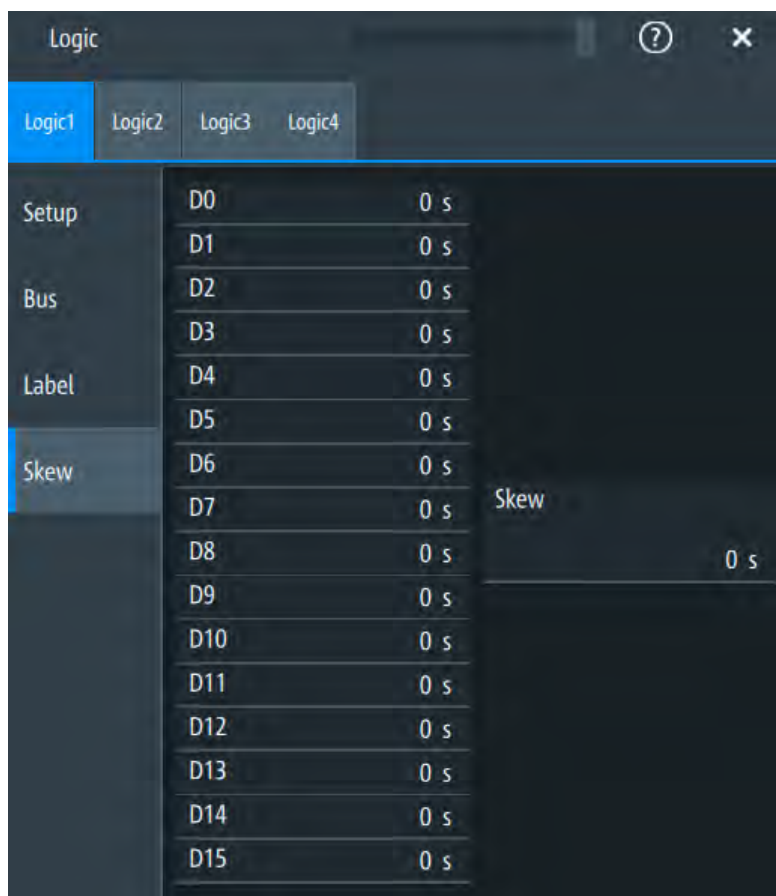 Logic ? ×
Logic1 Logic2 Logic3 Logic4
Setup
Bus
Label
Skew
D0 0 s
D1 0 s
D2 0 s
D3 0 s
D4 0 s
D5 0 s
D6 0 s
D7 0 s
D8 0 s
D9 0 s
D10 0 s
D11 0 s
D12 0 s
D13 0 s
D14 0 s
D15 0 s
Skew
0 s